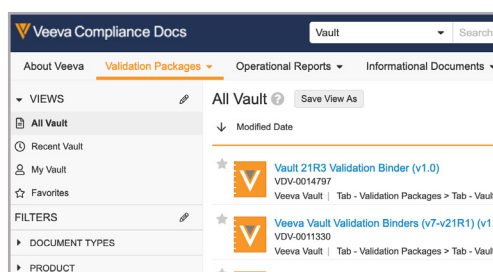 Veeva Compliance Docs
Vault
Search
About Veeva
Validation Packages
Operational Reports
Informational Documents
VIEWS
All Vault
Recent Vault
My Vault
Favorites
FILTERS
DOCUMENT TYPES
PRODUCT
All Vault
Save View As
Modified Date
Vault 21R3 Validation Binder (v1.0)
VDV-0014797
Veeva Vault | Tab - Validation Packages > Tab - Vault
Veeva Vault Validation Binders (v7-v21R1) (v1.
VDV-0011330
Veeva Vault | Tab - Validation Packages > Tab - Vault